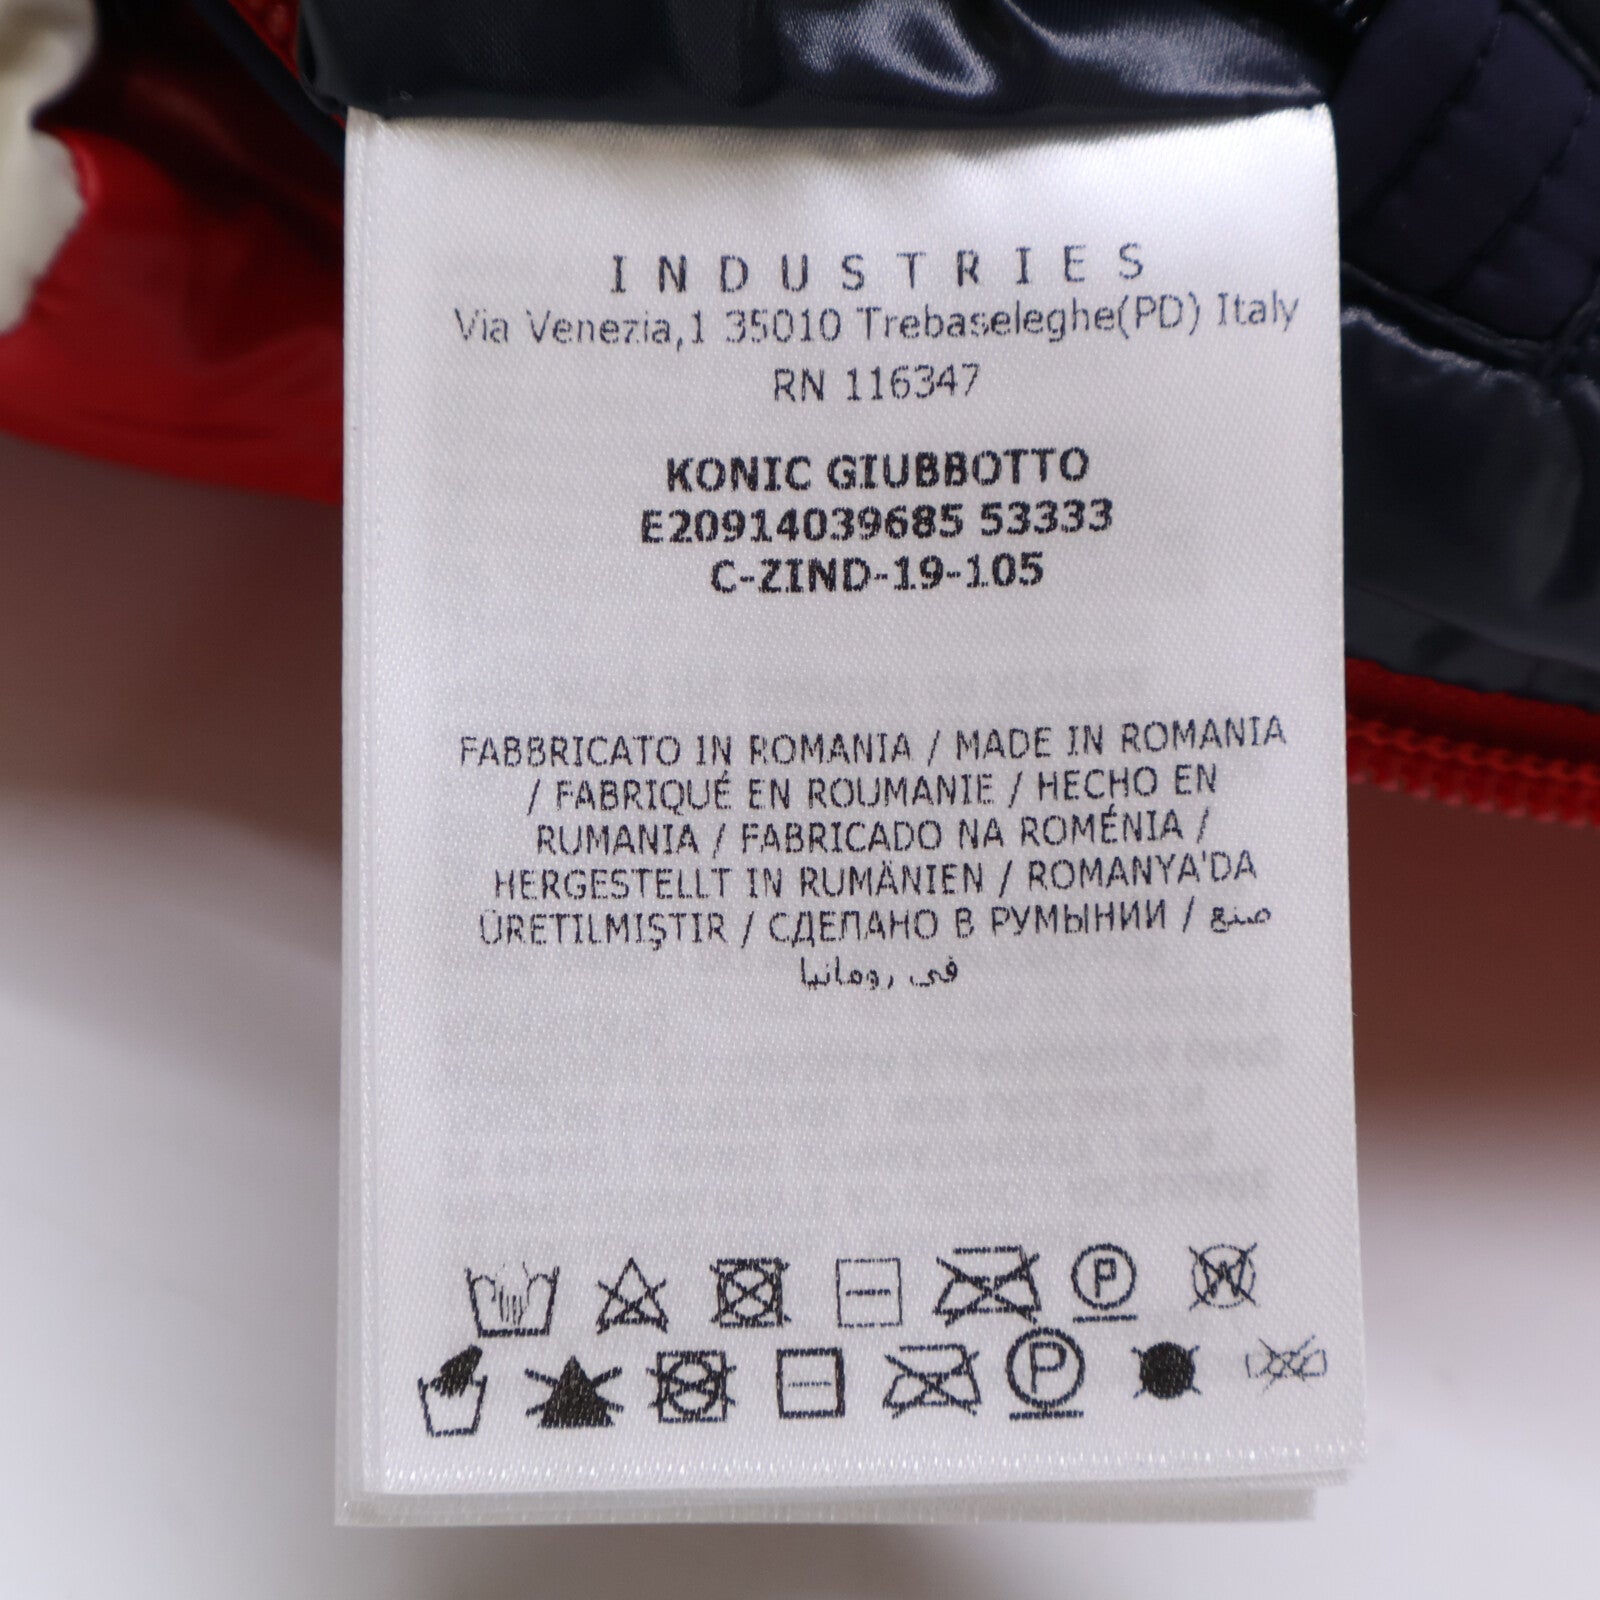 INDUSTRIES
Via Venezia,1 35010 Trebaseleghe(PD) Italy
RN 116347
KONIC GIUBBOTTO
E20914039685 53333
C-ZIND-19-105
FABBRICATO IN ROMANIA / MADE IN ROMANIA
/ FABRIQUÉ EN ROUMANIE / HECHO EN
RUMANIA / FABRICADO NA ROMÉNIA /
HERGESTELLT IN RUMÄNIEN / ROMANYA'DA
ÜRETILMIŞTIR / СДЕЛАНО В РУМЫНИИ / صنع
في رومانيا
P W
P